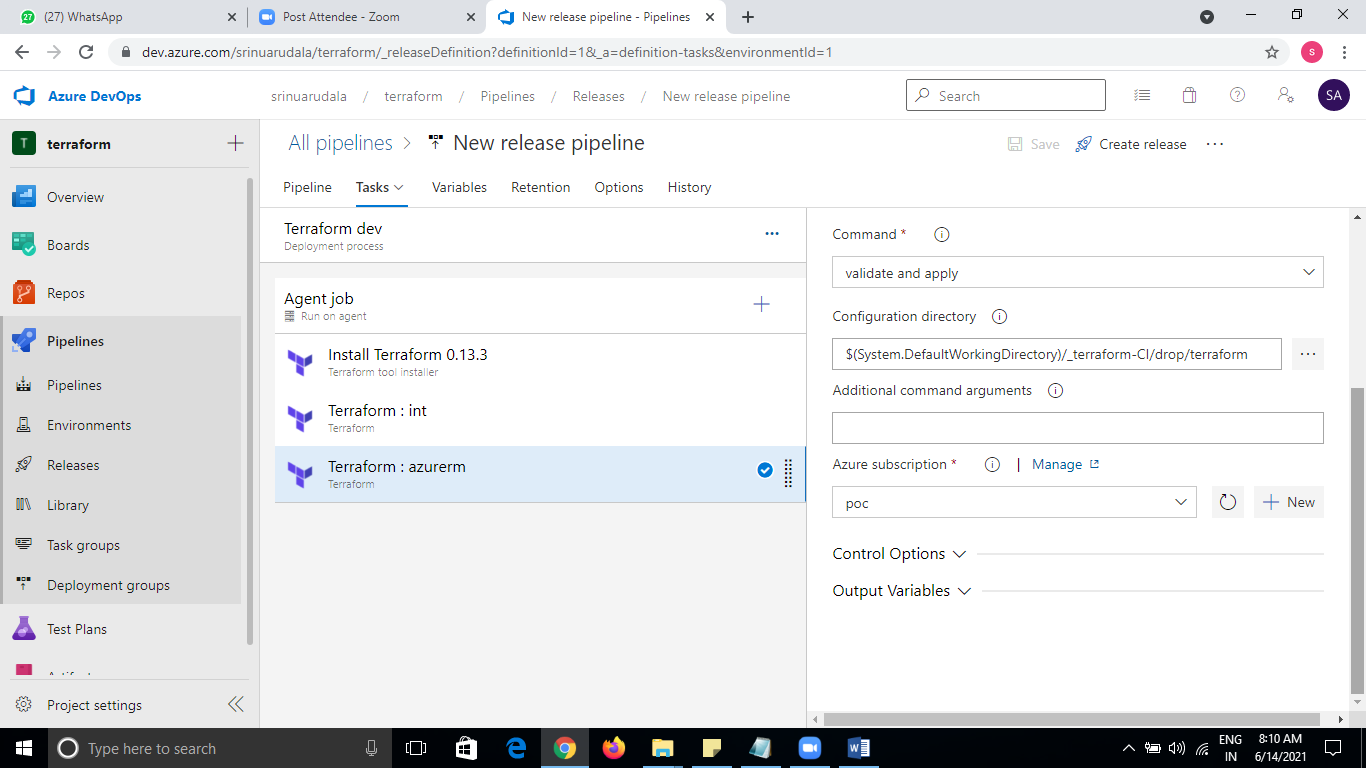 (27) WhatsApp
Post Attendee - Zoom
New release pipeline - Pipelines
dev.azure.com/srinuarudala/terraform/_releaseDefinition?definitionId=1&_a=definition-tasks&environmentId=1
s
Azure DevOps
srinuarudala / terraform / Pipelines / Releases / New release pipeline
Search
SA
T terraform
All pipelines > New release pipeline
Save
Create release
Pipeline
Tasks
Variables
Retention
Options
History
Overview
Boards
Repos
Pipelines
Pipelines
Environments
Releases
Library
Task groups
Deployment groups
Test Plans
Artifacts
Project settings
Terraform dev
Deployment process
Agent job
Run on agent
Install Terraform 0.13.3
Terraform tool installer
Terraform : int
Terraform
Terraform : azurerm
Terraform
Command *
validate and apply
Configuration directory
$(System.DefaultWorkingDirectory)/_terraform-CI/drop/terraform
Additional command arguments
Azure subscription * | Manage
poc
New
Control Options
Output Variables
Type here to search
ENG
IN
8:10 AM
6/14/2021